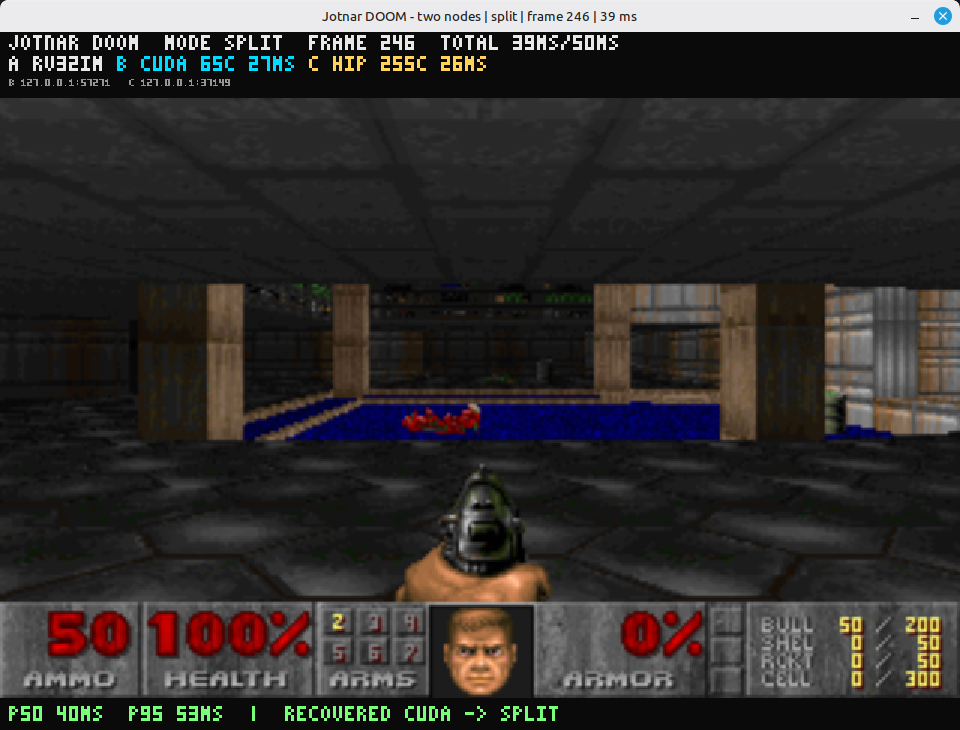 Jotnar DOOM - two nodes | split | frame 246 | 39 ms
JOTNAR DOOM MODE SPLIT FRAME 246 TOTAL 39MS/50MS
A RV32IM B CUDA 65C 27MS C HIP 255C 26MS
B 127.0.0.1:57271 C 127.0.0.1:37149
50 100% 2 3 4 0% BULL 50 / 200
5 6 7 SHEL 0 / 50
RCKT 0 / 50
AMMO HEALTH ARMS ARMOR CELL 0 / 300
P50 40MS P95 53MS | RECOVERED CUDA -> SPLIT